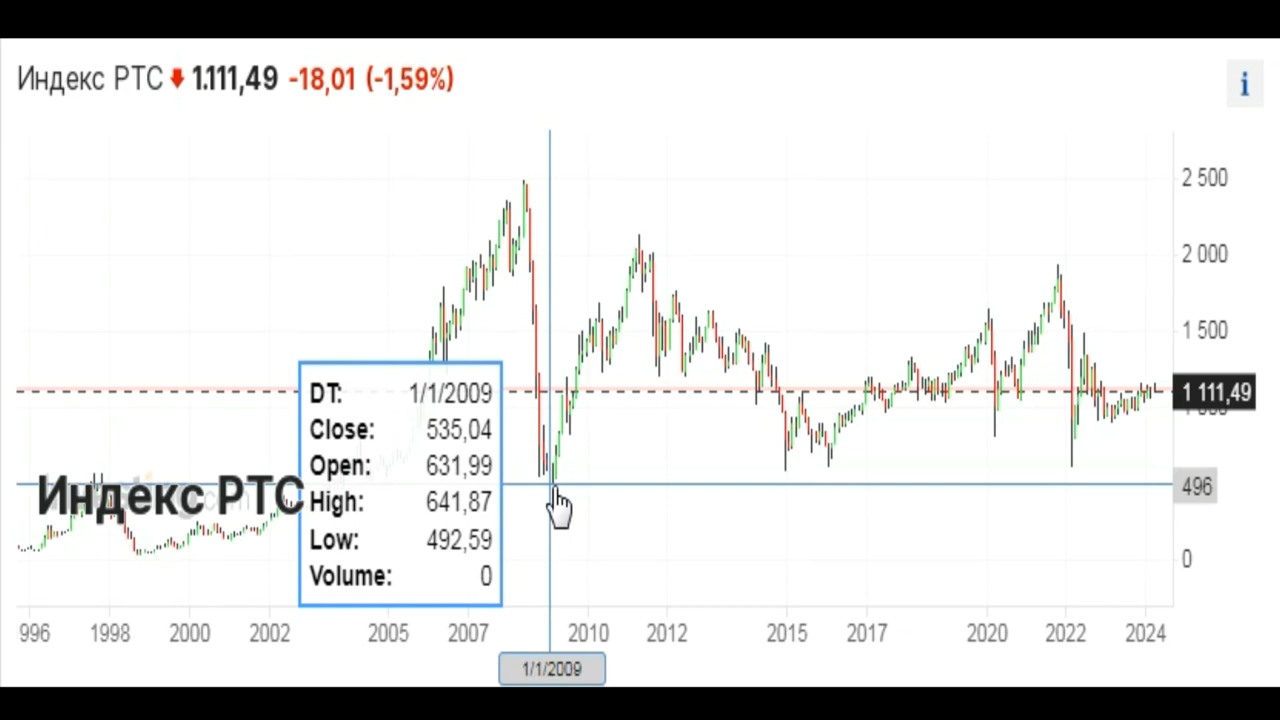 Индекс РТС 1.111,49 -18,01 (-1,59%)
i
2 500
2 000
1 500
1 111,49
496
0
DT: 1/1/2009
Close: 535,04
Open: 631,99
High: 641,87
Low: 492,59
Volume: 0
Индекс РТС
996 1998 2000 2002 2005 2007 2010 2012 2015 2017 2020 2022 2024
1/1/2009